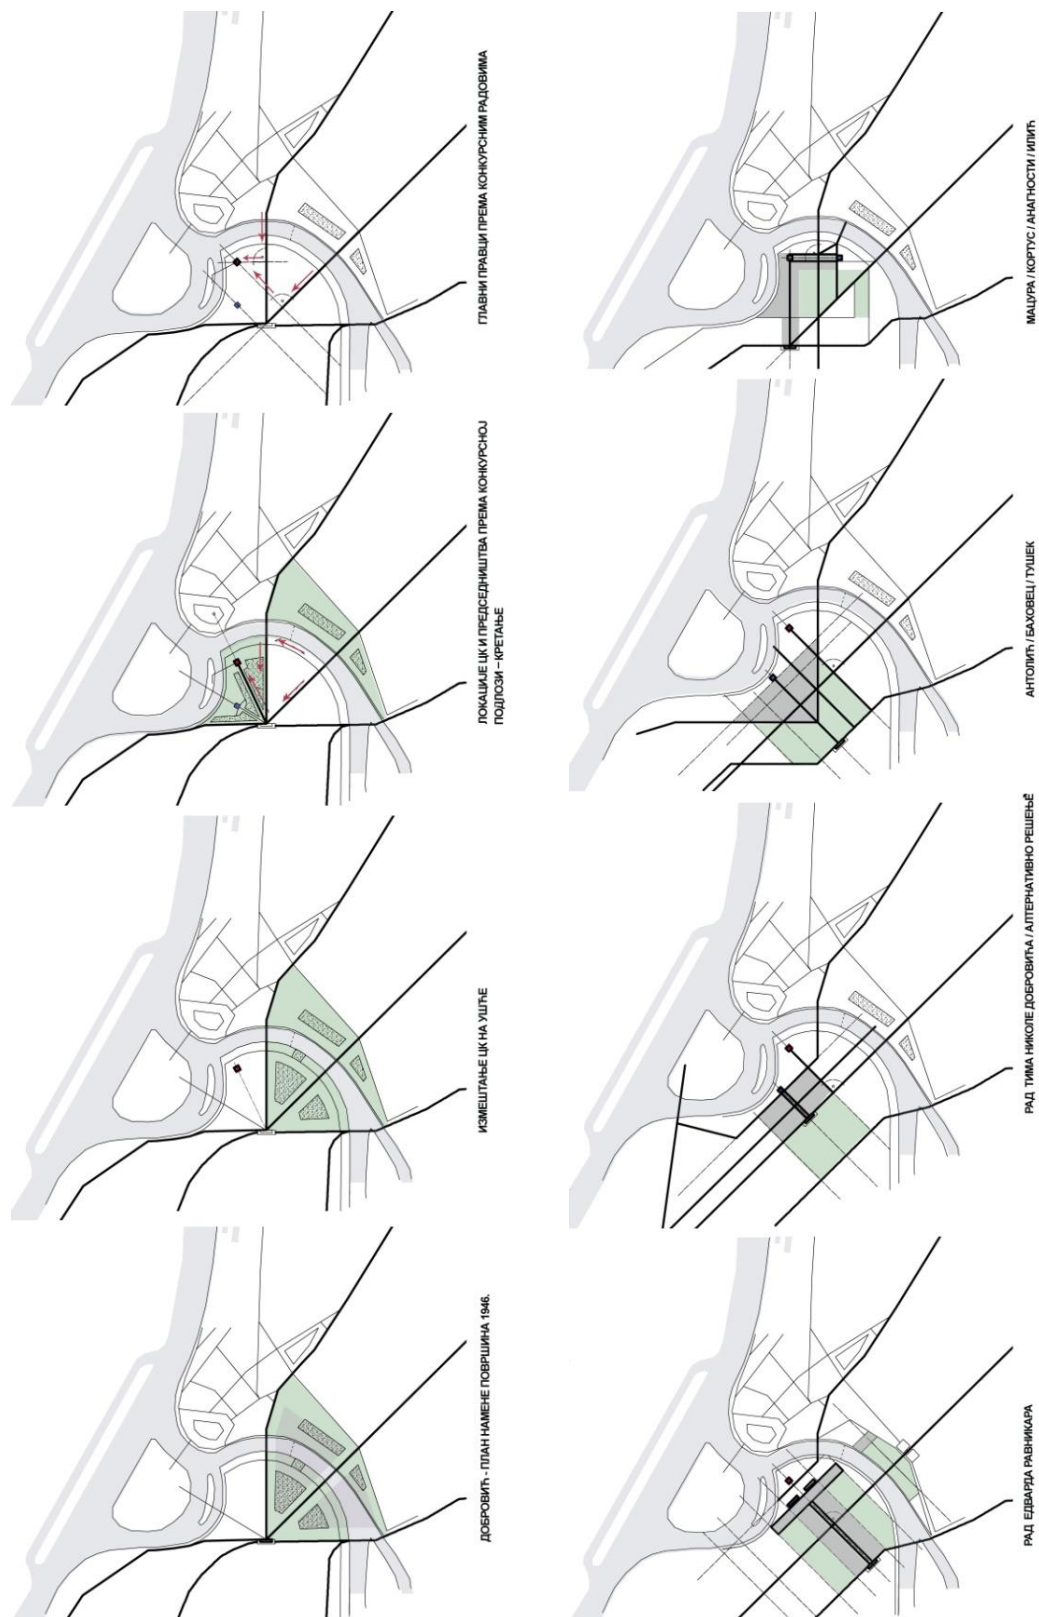 ДОБРОВИЋ - ПЛАН НАМЕНЕ ПОВРШИНА 1946.
ИЗМЕШТАЊЕ ЦК НА УШЋЕ
ЛОКАЦИЈЕ ЦК И ПРЕДСЕДНИШТВА ПРЕМА КОНКУРСНОЈ
ПОДЛОЗИ – КРЕТАЊЕ
ГЛАВНИ ПРАВЦИ ПРЕМА КОНКУРСНИМ РАДОВИМА
РАД ЕДВАРДА РАВНИКАРА
РАД ТИМА НИКОЛЕ ДОБРОВИЋА / АЛТЕРНАТИВНО РЕШЕЊЕ
АНТОЛИЋ / БАХОВЕЦ / ТУШЕК
МАЦУРА / КОРТУС / АНАГНОСТИ / ИЛИЋ